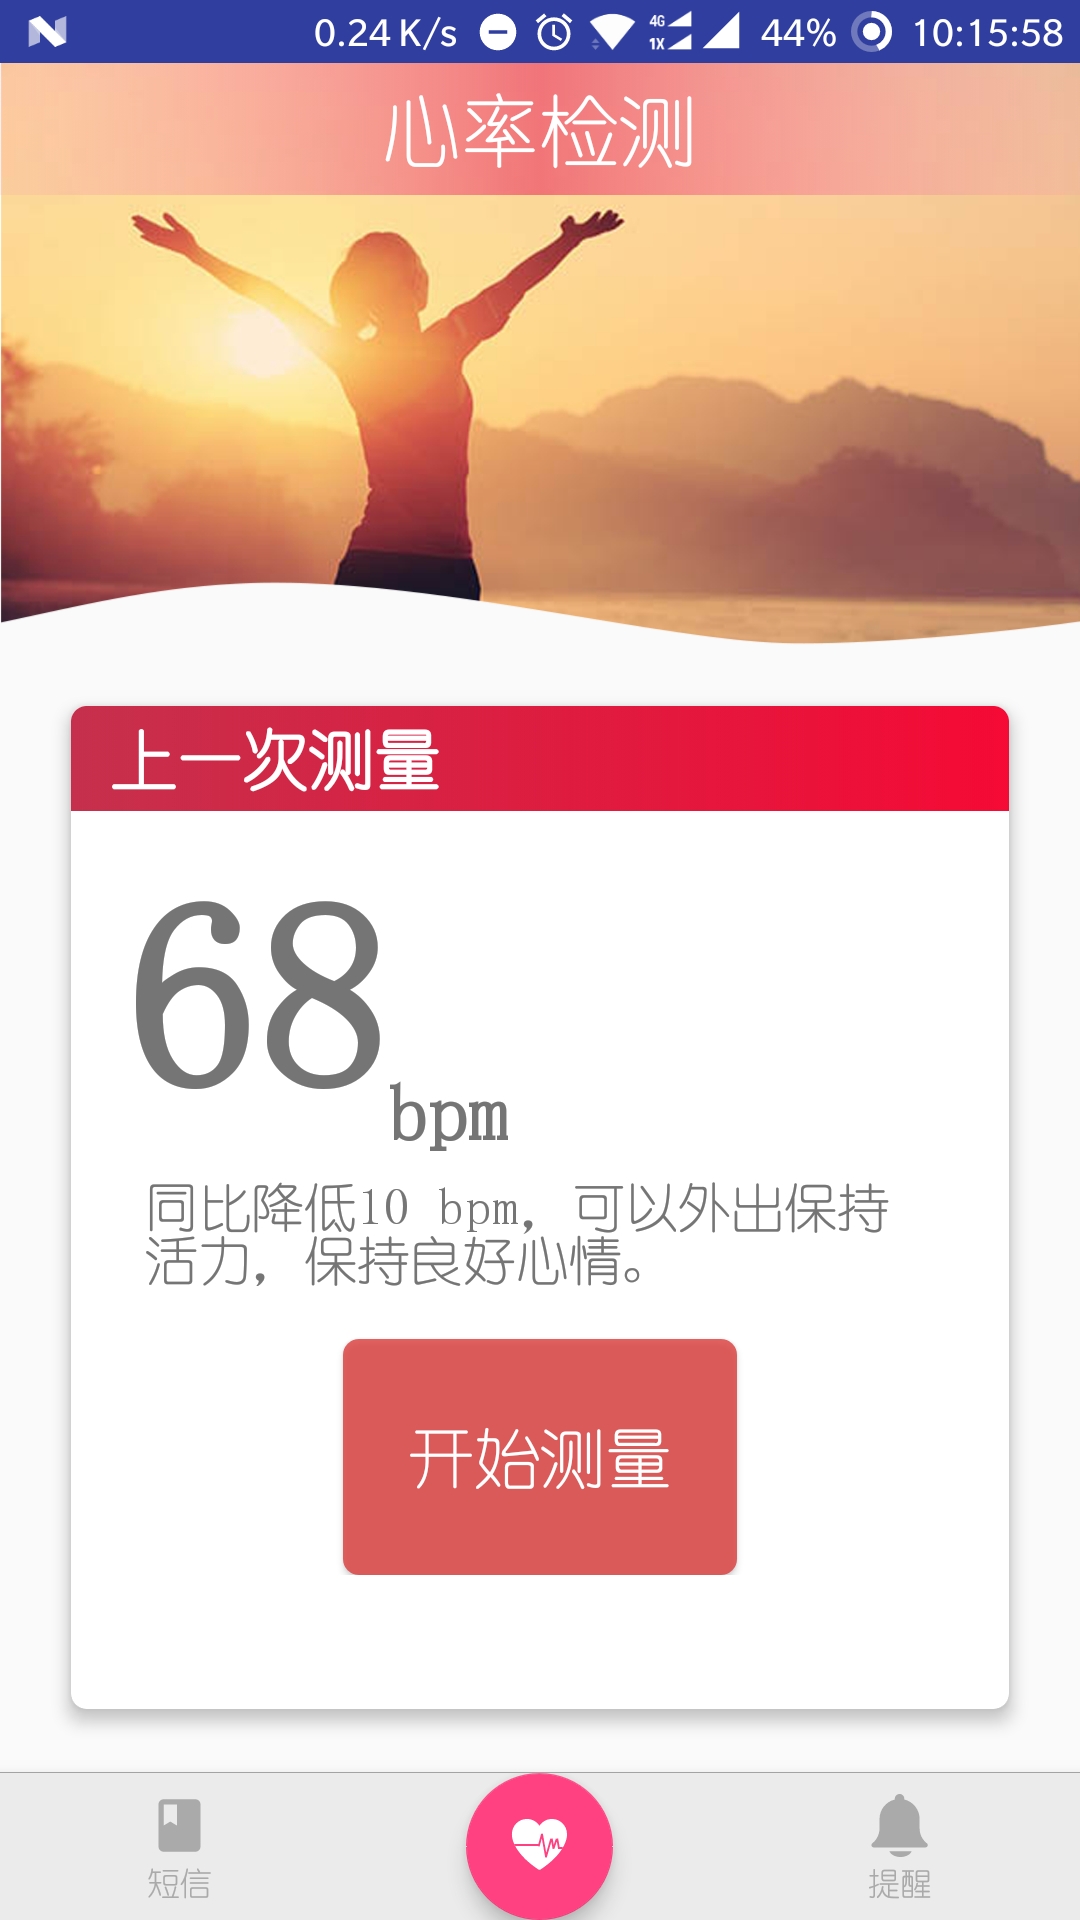 0.24 K/s 4G 1X 44% 10:15:58
心率检测
上一次测量
68 bpm
同比降低10 bpm，可以外出保持
活力，保持良好心情。
开始测量
短信 提醒